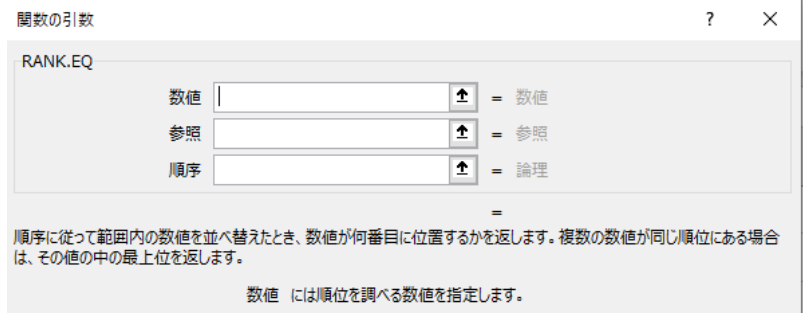 関数の引数 ? ×
RANK.EQ
数値 = 数値
参照 = 参照
順序 = 論理
=
順序に従って範囲内の数値を並べ替えたとき、数値が何番目に位置するかを返します。複数の数値が同じ順位にある場合
は、その値の中の最上位を返します。
数値 には順位を調べる数値を指定します。